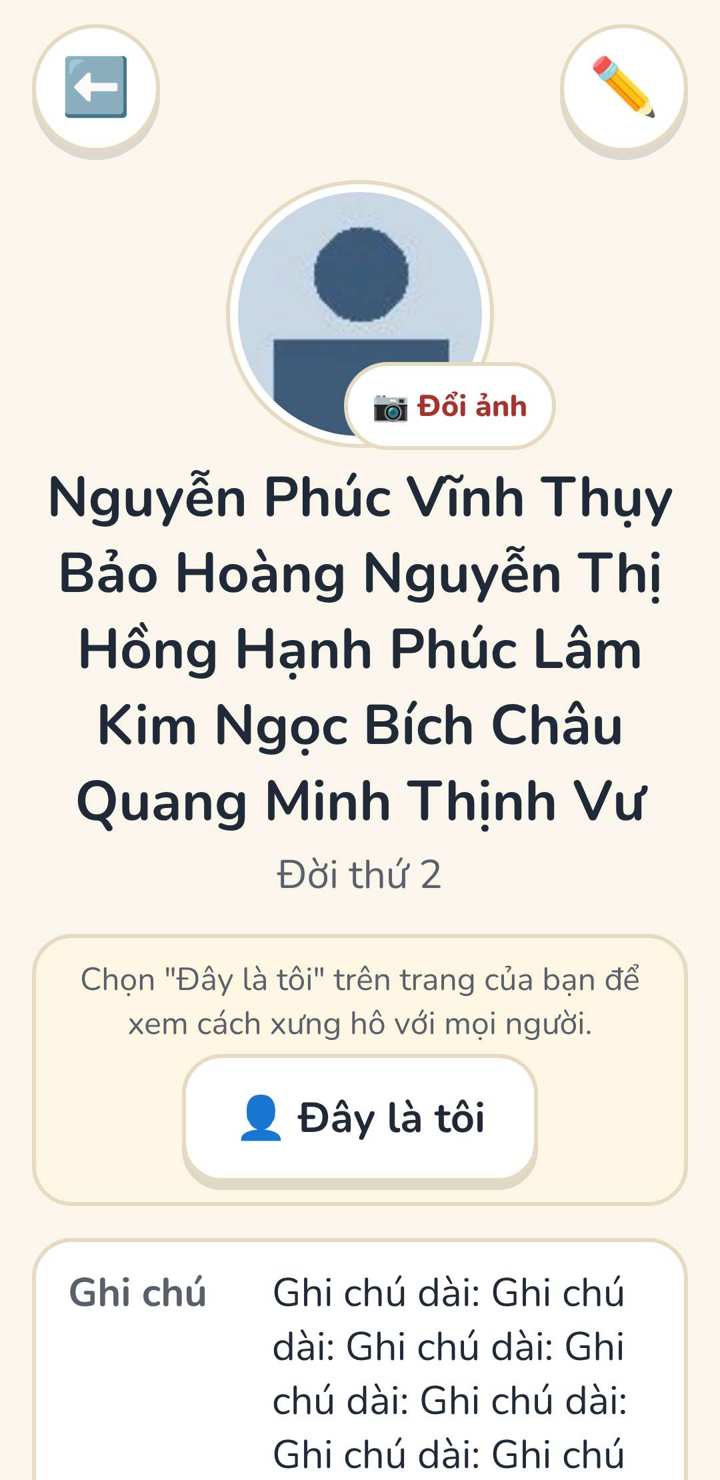 Đổi ảnh
Nguyễn Phúc Vĩnh Thụy
Bảo Hoàng Nguyễn Thị
Hồng Hạnh Phúc Lâm
Kim Ngọc Bích Châu
Quang Minh Thịnh Vư
Đời thứ 2
Chọn "Đây là tôi" trên trang của bạn để
xem cách xưng hô với mọi người.
Đây là tôi
Ghi chú
Ghi chú dài: Ghi chú
dài: Ghi chú dài: Ghi
chú dài: Ghi chú dài:
Ghi chú dài: Ghi chú